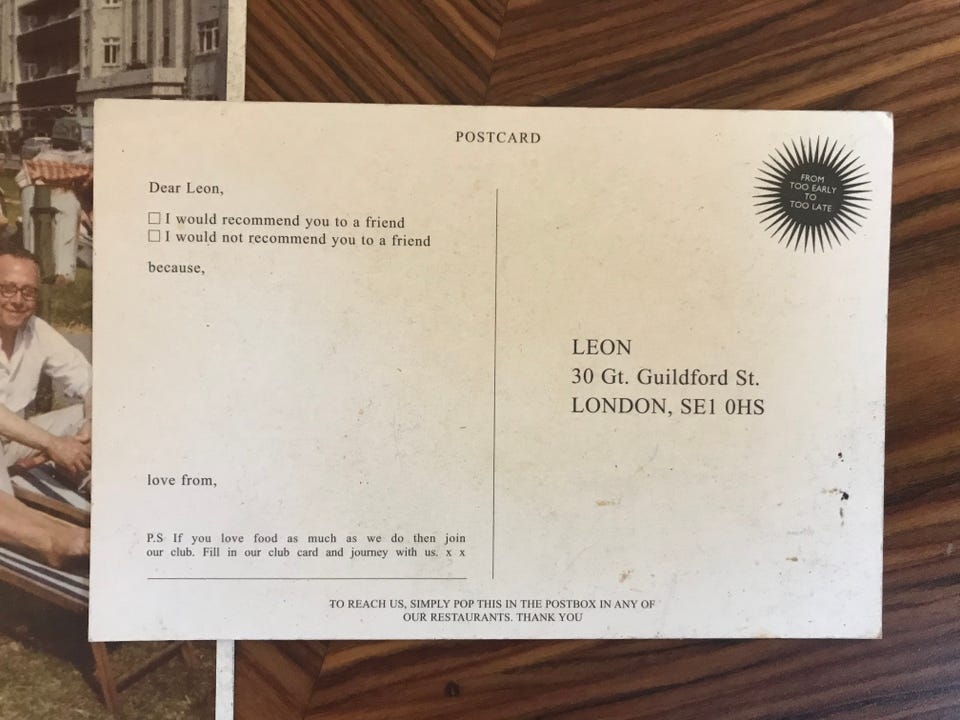 POSTCARD
FROM
TOO EARLY
TO
TOO LATE
Dear Leon,
☐ I would recommend you to a friend
☐ I would not recommend you to a friend
because,
LEON
30 Gt. Guildford St.
LONDON, SE1 0HS
love from,
P.S If you love food as much as we do then join
our club. Fill in our club card and journey with us. x x
TO REACH US, SIMPLY POP THIS IN THE POSTBOX IN ANY OF
OUR RESTAURANTS. THANK YOU